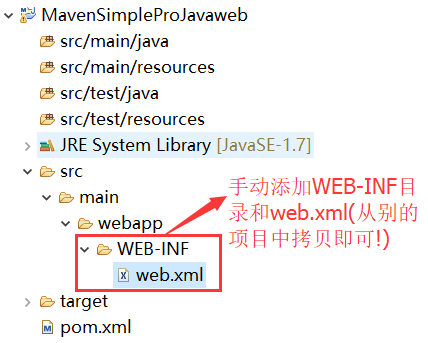 MavenSimpleProJavaweb
src/main/java
src/main/resources
src/test/java
src/test/resources
JRE System Library [JavaSE-1.7]
src
main
webapp
WEB-INF
web.xml
target
pom.xml
手动添加WEB-INF目
录和web.xml(从别的
项目中拷贝即可!)